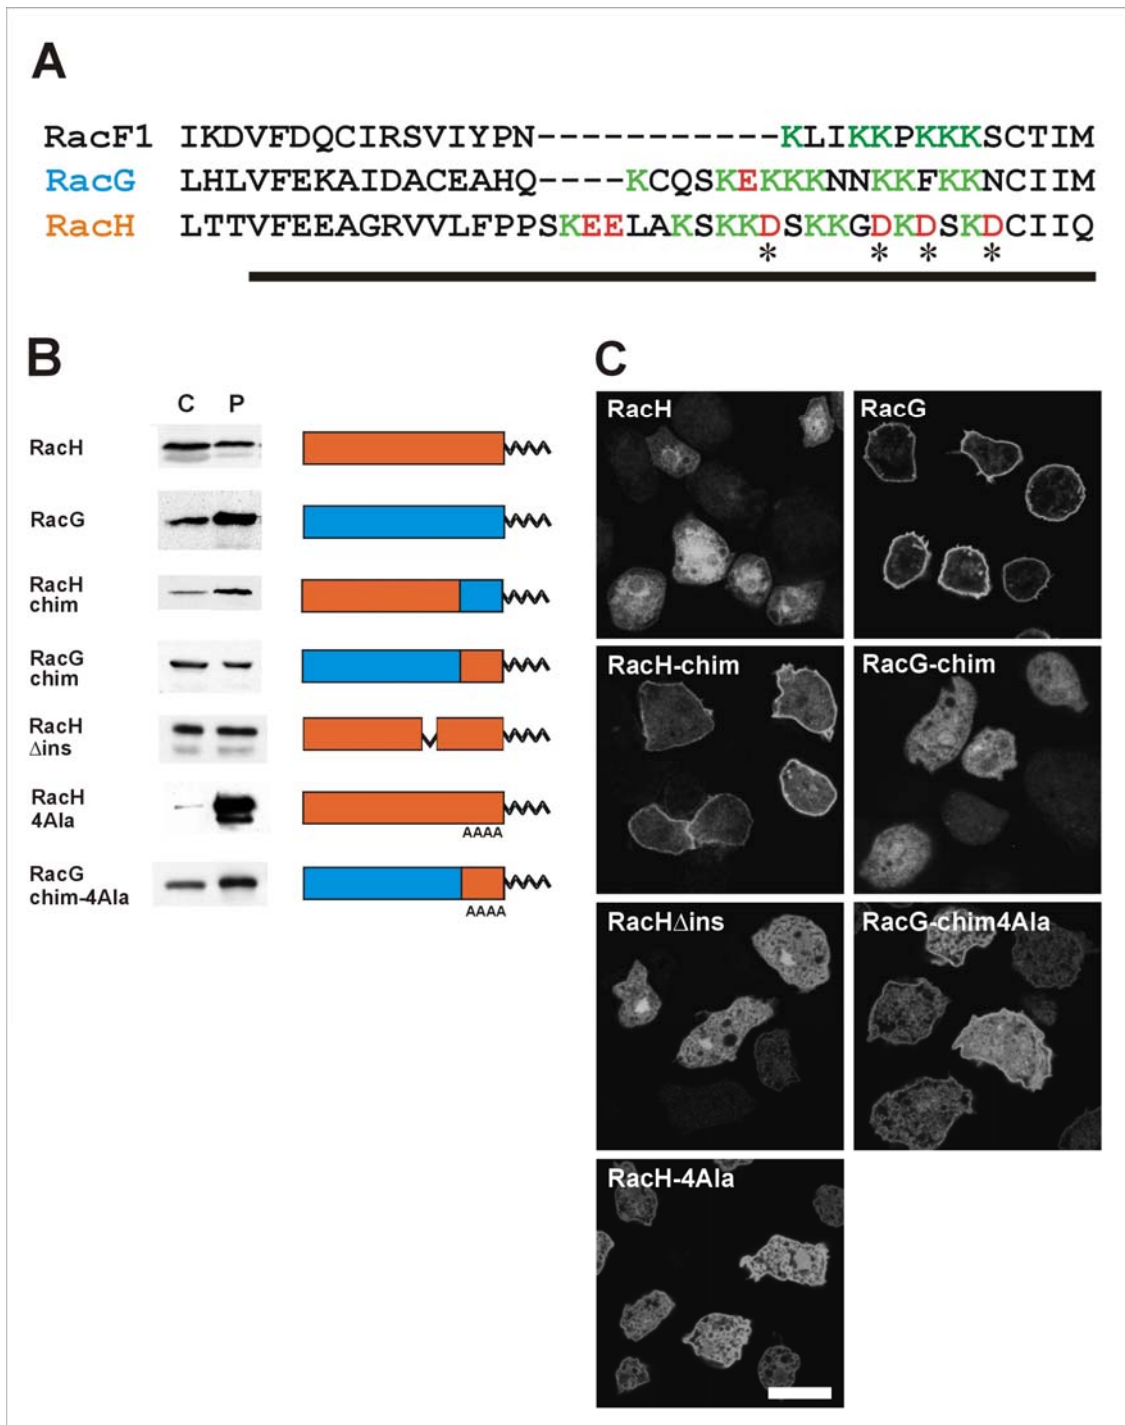 A
RacF1 IKDVFDQCIRSVIYPN-----------KLIKKPKKKSCTIM
RacG LHLVFEKAIDACEAHQ----KCQSKEKKKNNKKFKKNCIIM
RacH LTTVFEEAGRVVLFPPSKEELAKSKKDSKKGDKDSKDCIIQ
* * * *
B
C P
RacH
RacG
RacH
chim
RacG
chim
RacH
Δins
RacH
4Ala
AAAA
RacG
chim-4Ala
AAAA
C
RacH
RacG
RacH-chim
RacG-chim
RacHΔins
RacG-chim4Ala
RacH-4Ala